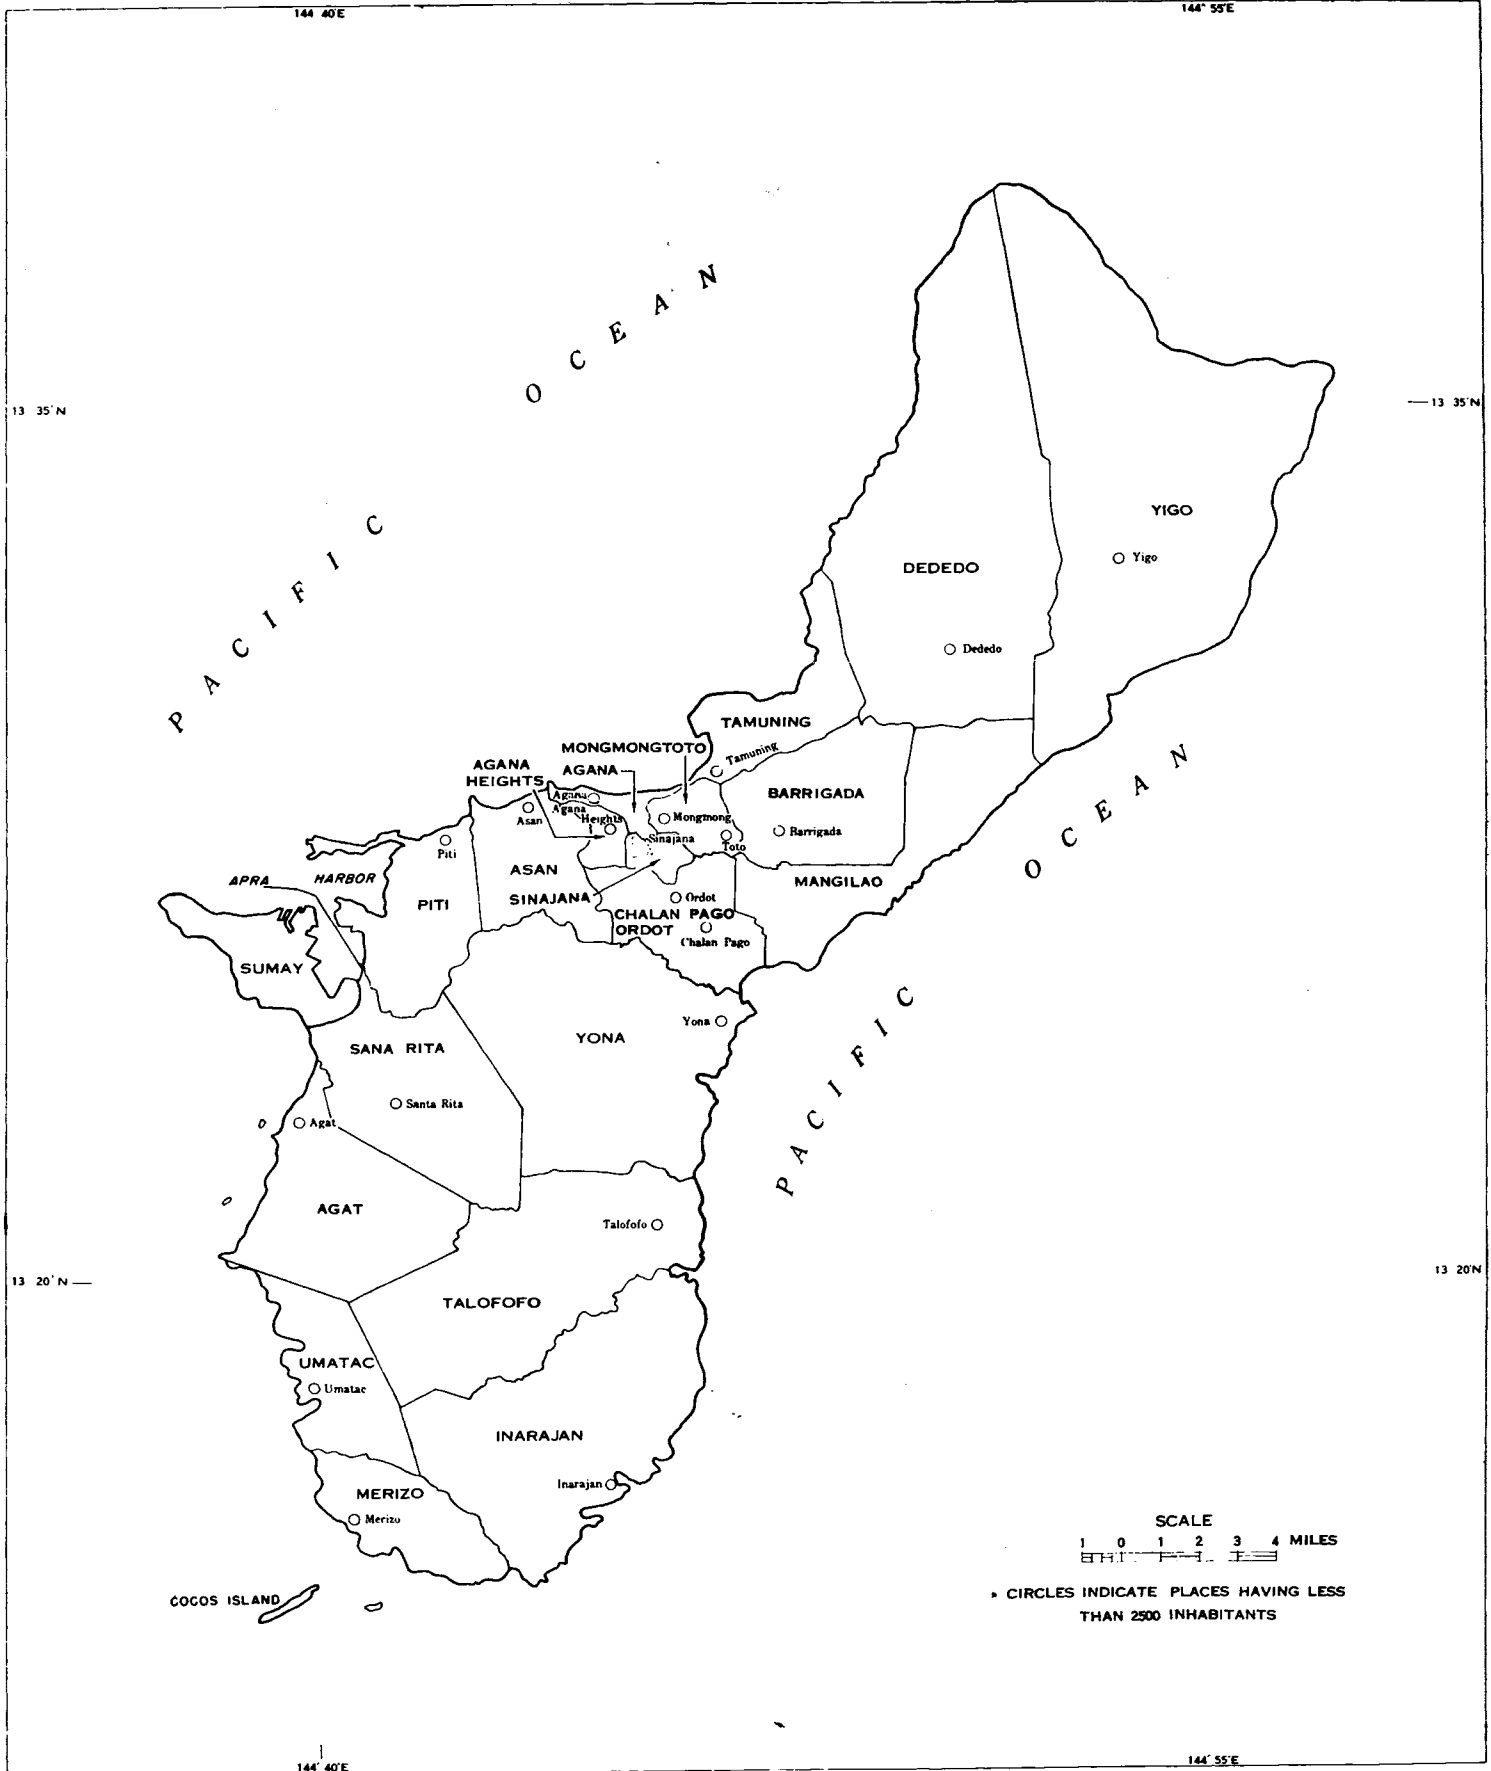 144 40'E
144° 55'E
PACIFIC OCEAN
13 35'N
13 35'N
YIGO
Yigo
DEDEDO
Dededo
TAMUNING
Tamuning
MONGMONGTOTO
AGANA
HEIGHTS
AGANA
BARRIGADA
Barrigada
Agana
Agana
Heights
Asan
Mongmong
Sinajana
Toto
Piti
ASAN
MANGILAO
APRA
HARBOR
PITI
SINAJANA
Ordot
CHALAN PAGO
ORDOT
Chalan Pago
SUMAY
PACIFIC OCEAN
Yona
YONA
SANA RITA
Santa Rita
Agat
AGAT
Talofofo
13 20'N
13 20'N
TALOFOFO
UMATAC
Umatac
INARAJAN
Inarajan
MERIZO
Merizo
COCOS ISLAND
SCALE
1 0 1 2 3 4 MILES
CIRCLES INDICATE PLACES HAVING LESS
THAN 2500 INHABITANTS
144° 40'E
144° 55'E